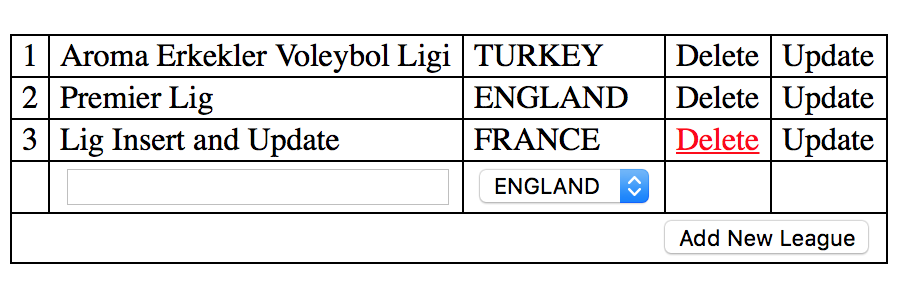 1 Aroma Erkekler Voleybol Ligi TURKEY Delete Update
2 Premier Lig ENGLAND Delete Update
3 Lig Insert and Update FRANCE Delete Update
ENGLAND
Add New League